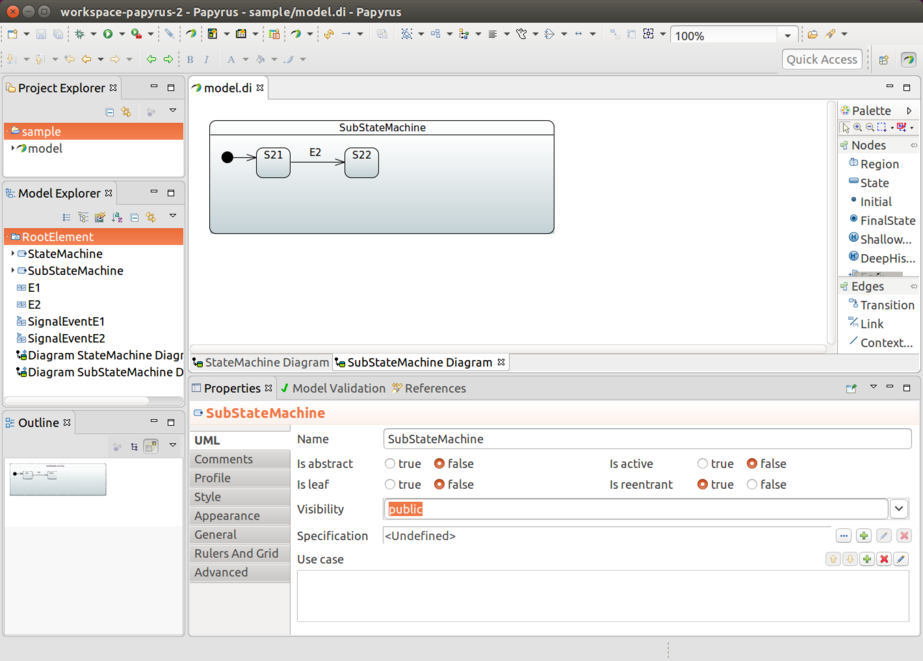 workspace-papyrus-2 - Papyrus - sample/model.di - Papyrus
100%
B I A
Quick Access
Project Explorer
sample
model
Model Explorer
RootElement
StateMachine
SubStateMachine
E1
E2
SignalEventE1
SignalEventE2
Diagram StateMachine Diagr
Diagram SubStateMachine D
Outline
model.di
SubStateMachine
S21
E2
S22
Palette
Nodes
Region
State
Initial
FinalState
Shallow...
DeepHis...
Edges
Transition
Link
Context...
StateMachine Diagram
SubStateMachine Diagram
Properties
Model Validation
References
SubStateMachine
UML
Comments
Profile
Style
Appearance
General
Rulers And Grid
Advanced
Name
SubStateMachine
Is abstract true false Is active true false
Is leaf true false Is reentrant true false
Visibility public
Specification <Undefined>
Use case